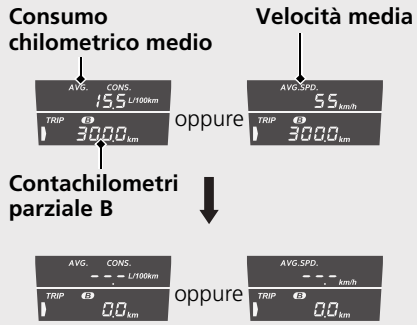 Consumo
chilometrico medio
Velocità media
AVG. CONS.
15.5 L/100km
TRIP B
300.0 km
oppure
AVG.SPD.
55 km/h
TRIP B
300.0 km
Contachilometri
parziale B
AVG. CONS.
--.- L/100km
TRIP B
0.0 km
oppure
AVG.SPD.
--.- km/h
TRIP B
0.0 km